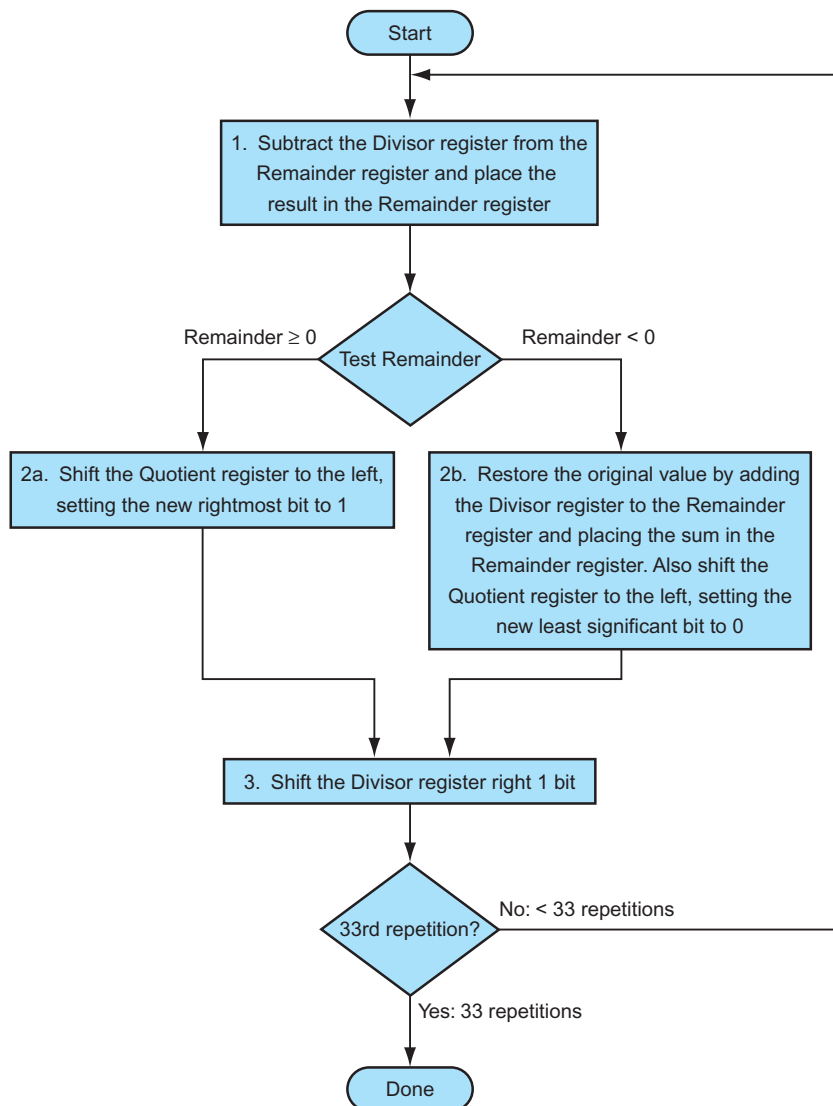 Start
1. Subtract the Divisor register from the
Remainder register and place the
result in the Remainder register
Remainder ≥ 0
Remainder < 0
Test Remainder
2a. Shift the Quotient register to the left,
setting the new rightmost bit to 1
2b. Restore the original value by adding
the Divisor register to the Remainder
register and placing the sum in the
Remainder register. Also shift the
Quotient register to the left, setting the
new least significant bit to 0
3. Shift the Divisor register right 1 bit
33rd repetition?
No: < 33 repetitions
Yes: 33 repetitions
Done